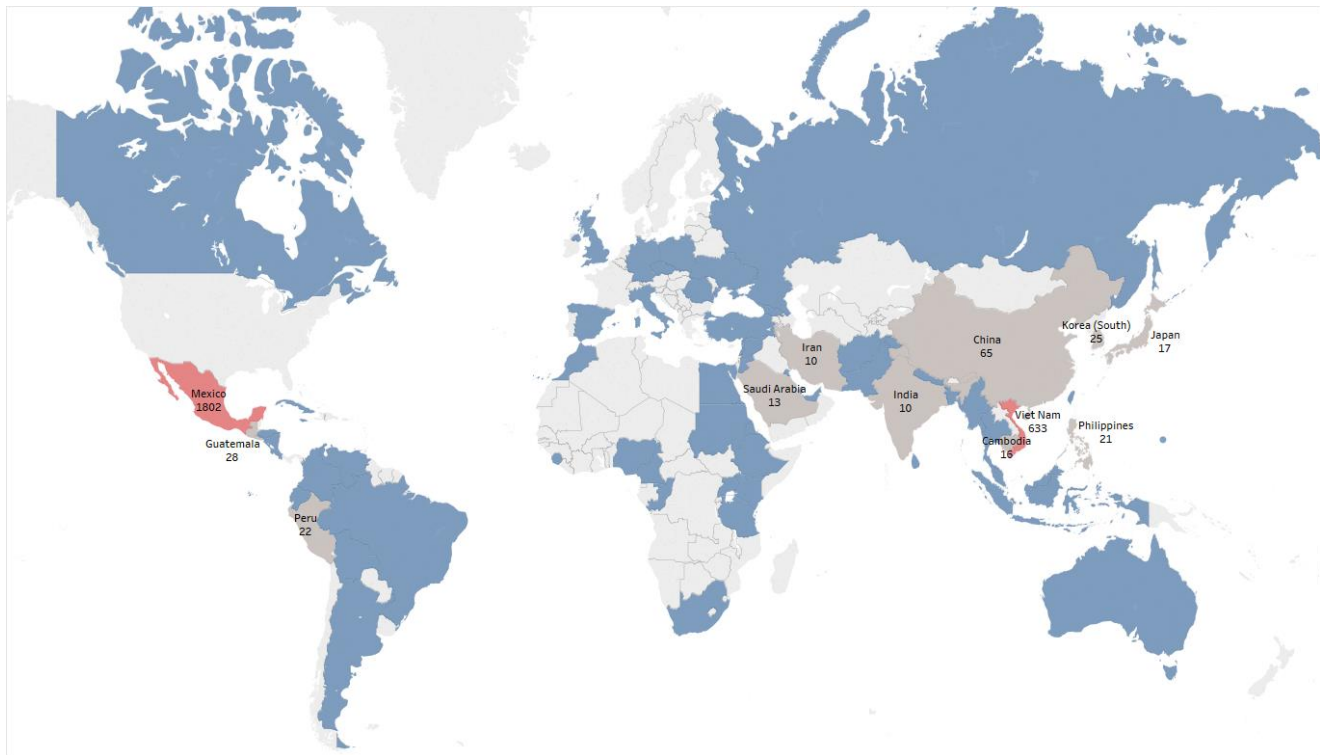 Mexico
1802
Guatemala
28
Peru
22
Saudi Arabia
13
Iran
10
India
10
China
65
Korea (South)
25
Japan
17
Viet Nam
633
Cambodia
16
Philippines
21